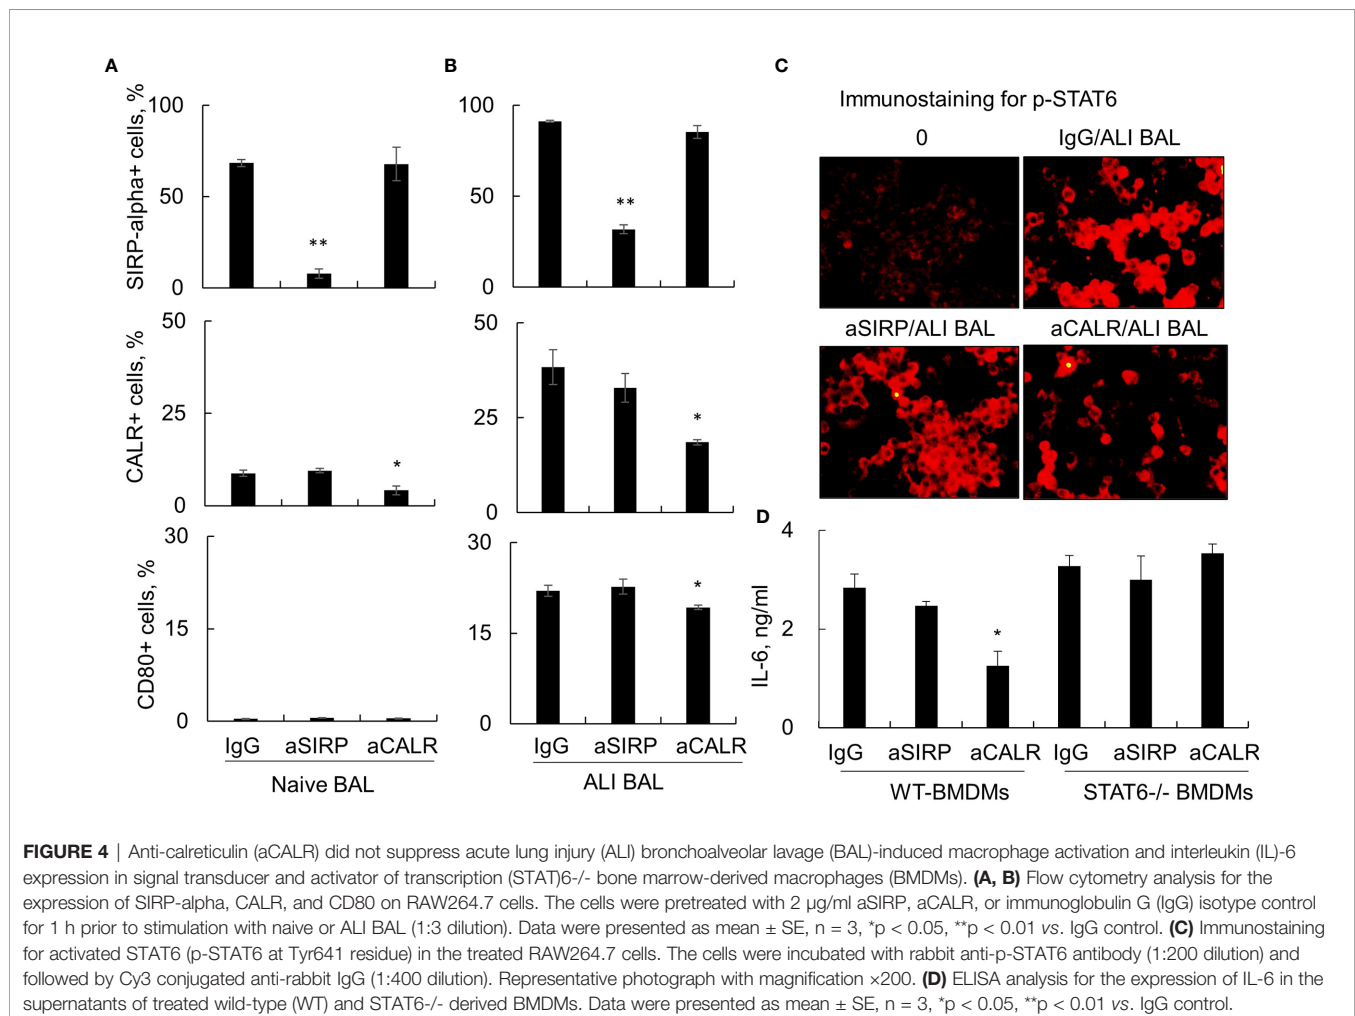 A
SIRP-alpha+ cells, %
100
50
0
**
CALR+ cells, %
50
25
0
*
CD80+ cells, %
30
15
0
IgG aSIRP aCALR
Naive BAL
B
100
50
0
**
50
25
0
*
30
15
0
*
IgG aSIRP aCALR
ALI BAL
C
Immunostaining for p-STAT6
0 IgG/ALI BAL
aSIRP/ALI BAL aCALR/ALI BAL
D
IL-6, ng/ml
4
2
0
*
IgG aSIRP aCALR IgG aSIRP aCALR
WT-BMDMs STAT6-/- BMDMs
FIGURE 4 | Anti-calreticulin (aCALR) did not suppress acute lung injury (ALI) bronchoalveolar lavage (BAL)-induced macrophage activation and interleukin (IL)-6
expression in signal transducer and activator of transcription (STAT)6-/- bone marrow-derived macrophages (BMDMs). (A, B) Flow cytometry analysis for the
expression of SIRP-alpha, CALR, and CD80 on RAW264.7 cells. The cells were pretreated with 2 µg/ml aSIRP, aCALR, or immunoglobulin G (IgG) isotype control
for 1 h prior to stimulation with naive or ALI BAL (1:3 dilution). Data were presented as mean ± SE, n = 3, *p < 0.05, **p < 0.01 vs. IgG control. (C) Immunostaining
for activated STAT6 (p-STAT6 at Tyr641 residue) in the treated RAW264.7 cells. The cells were incubated with rabbit anti-p-STAT6 antibody (1:200 dilution) and
followed by Cy3 conjugated anti-rabbit IgG (1:400 dilution). Representative photograph with magnification ×200. (D) ELISA analysis for the expression of IL-6 in the
supernatants of treated wild-type (WT) and STAT6-/- derived BMDMs. Data were presented as mean ± SE, n = 3, *p < 0.05, **p < 0.01 vs. IgG control.